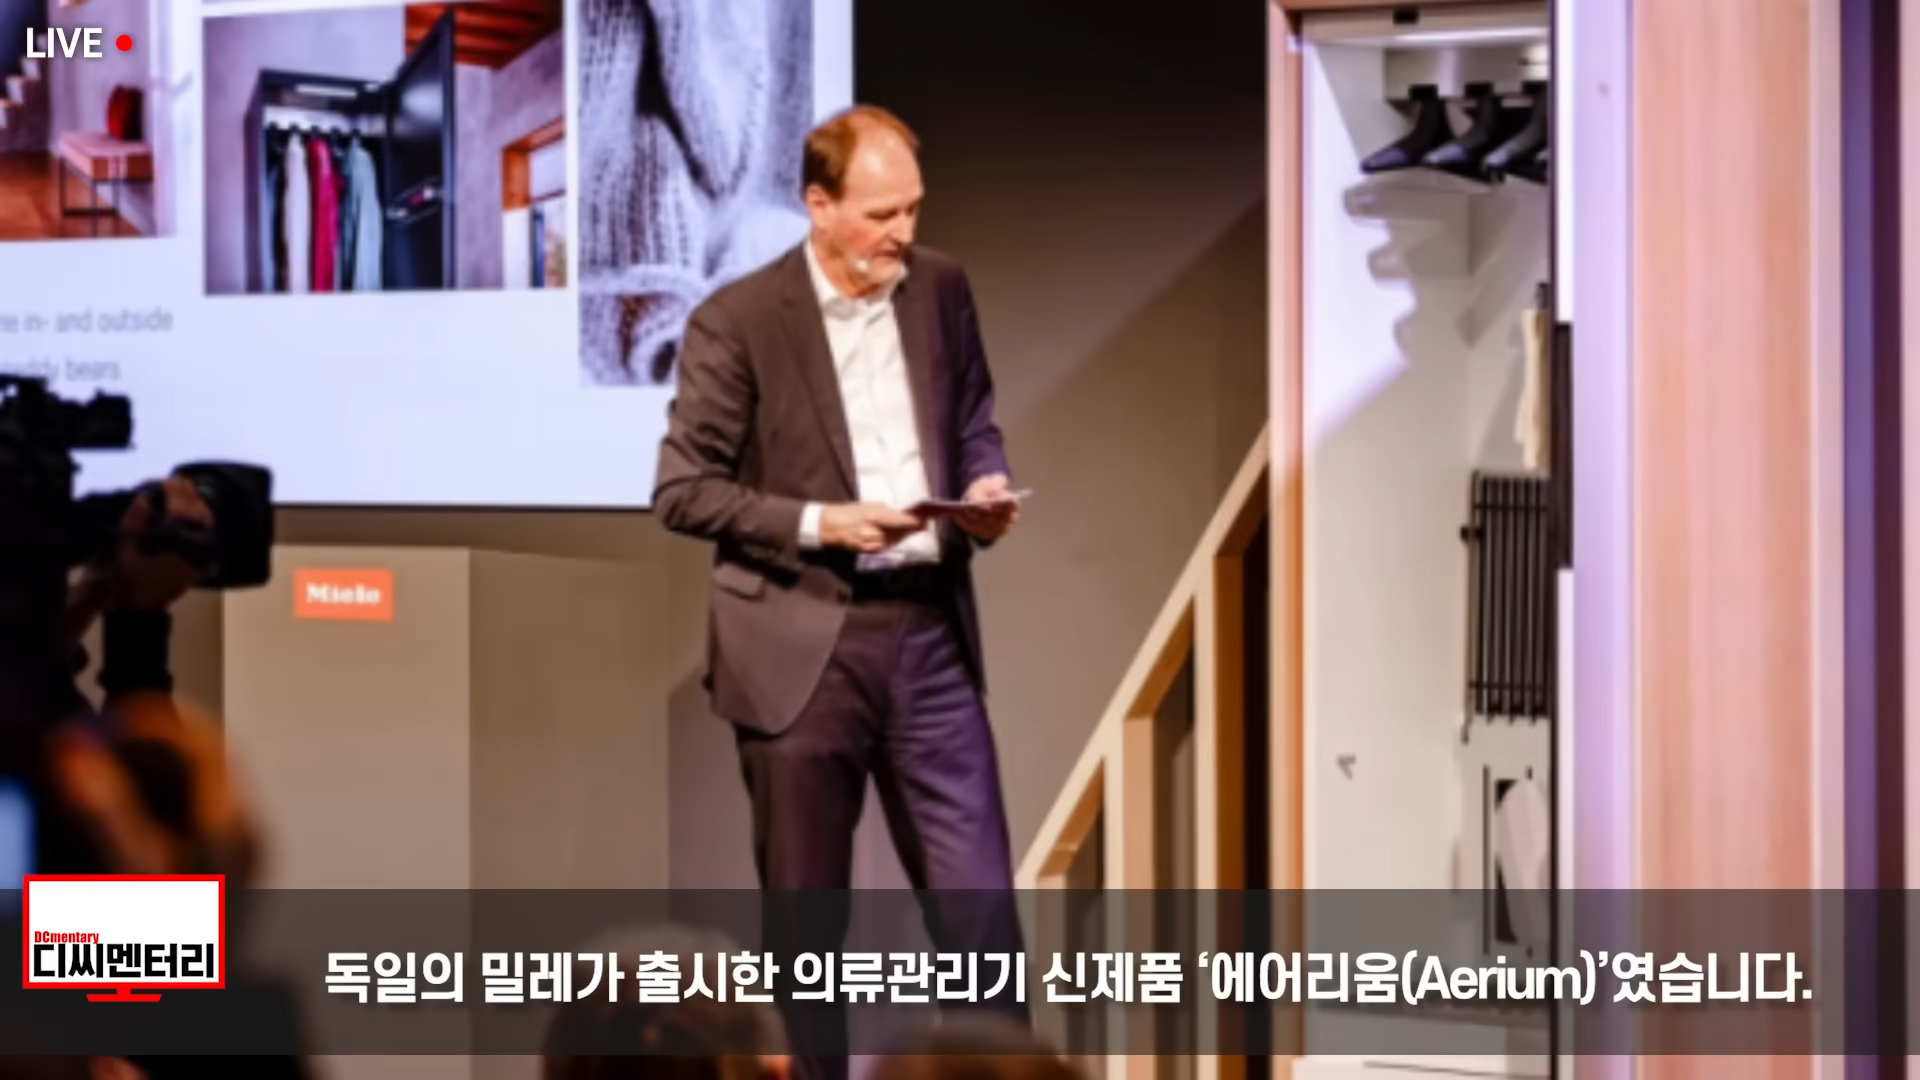 LIVE
in- and outside
bears
Miele
DCmentary
디씨멘터리
독일의 밀레가 출시한 의류관리기 신제품 ‘에어리움(Aerium)’였습니다.